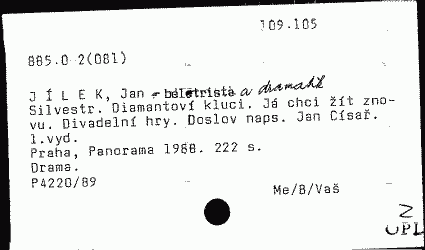 109.105
885.0-2(081)
J Í L E K, Jan - beletrista a dramatik
Silvestr. Diamantoví kluci. Já chci žít zno-
vu. Divadelní hry. Doslov naps. Jan Císař.
1.vyd.
Praha, Panorama 1988. 222 s.
Drama.
P4220/89
Me/B/Vaš
Z
ÚPL